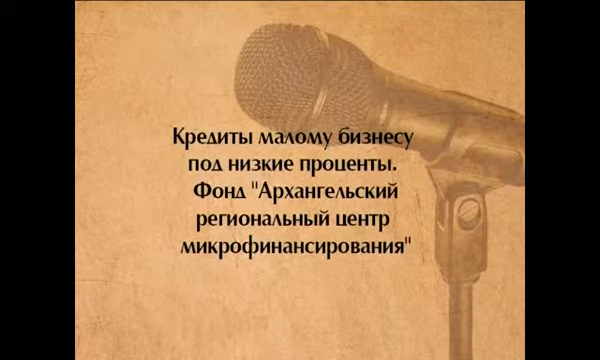 Кредиты малому бизнесу
под низкие проценты.
Фонд "Архангельский
региональный центр
микрофинансирования"